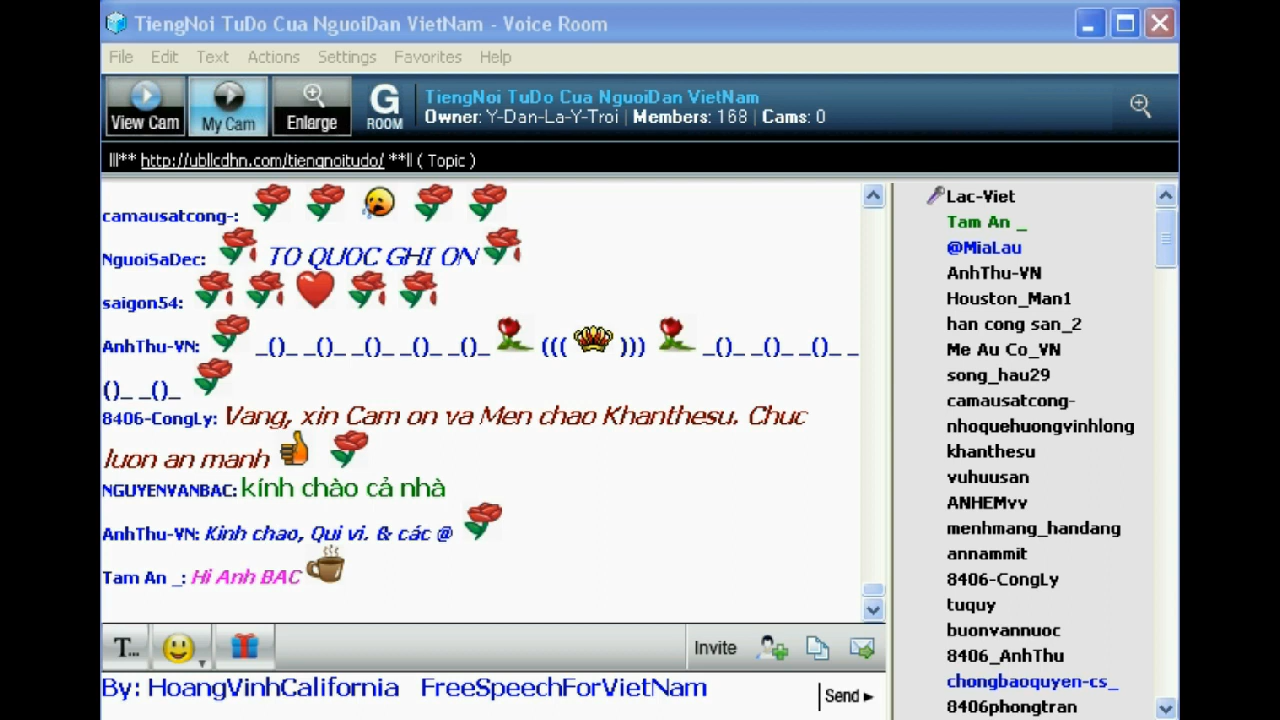 TiengNoi TuDo Cua NguoiDan VietNam - Voice Room
File Edit Text Actions Settings Favorites Help
View Cam My Cam Enlarge G ROOM
TiengNoi TuDo Cua NguoiDan VietNam
Owner: Y-Dan-La-Y-Troi | Members: 168 | Cams: 0
lll** http://ubllcdhn.com/tiengnoitudo/ **ll ( Topic )
camausatcong-:
NguoiSaDec: TO QUOC GHI ON
saigon54:
AnhThu-VN: _()_ _()_ _()_ _()_ _()_ ((( ))) _()_ _()_ _()_ _
()_ _()_
8406-CongLy: Vang, xin Cam on va Men chao Khanthesu. Chuc
luon an manh
NGUYENVANBAC: kính chào cả nhà
AnhThu-VN: Kinh chao, Qui vi. & các @
Tam An _: Hi Anh BAC
T... Invite
By: HoangVinhCalifornia FreeSpeechForVietNam
Send
Lac-Viet
Tam An _
@MiaLau
AnhThu-VN
Houston_Man1
han cong san_2
Me Au Co_VN
song_hau29
camausatcong-
nhoquehuongvinhlong
khanthesu
vuhuusan
ANHEMvv
menhmang_handang
annammit
8406-CongLy
tuquy
buonvannuoc
8406_AnhThu
chongbaoquyen-cs_
8406phongtran